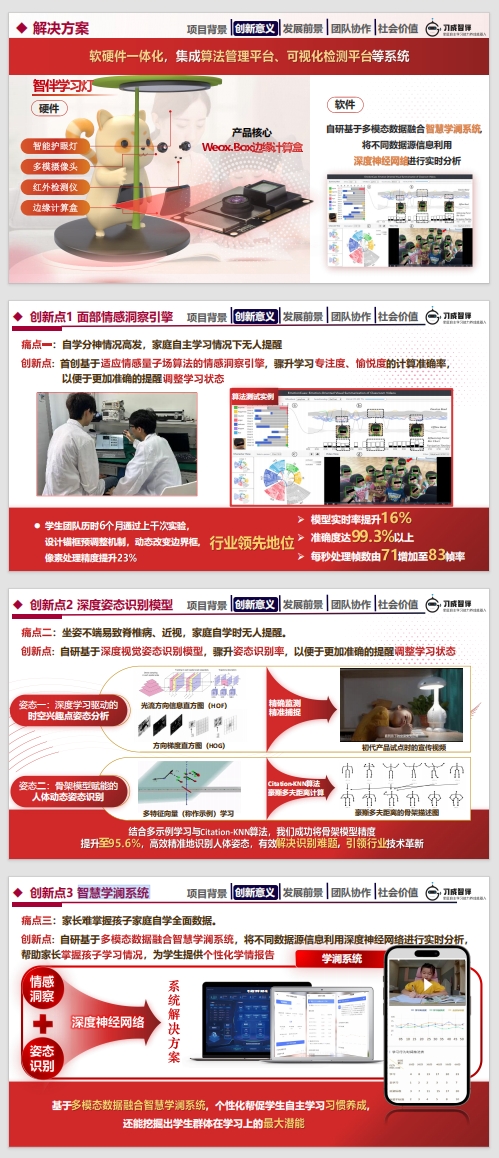 解决方案
项目背景 创新意义 发展前景 团队协作 社会价值
软硬件一体化，集成算法管理平台、可视化检测平台等系统
智伴学习灯
硬件
智能护眼灯
多模摄像头
红外检测仪
边缘计算盒
产品核心
Weox.Box边缘计算盒
软件
自研基于多模态数据融合智慧学澜系统，
将不同数据源信息利用
深度神经网络进行实时分析
创新点1 面部情感洞察引擎
项目背景 创新意义 发展前景 团队协作 社会价值
痛点一：自学分神情况高发，家庭自主学习情况下无人提醒
创新点：首创基于适应情感量子场算法的情感洞察引擎，骤升学习专注度、愉悦度的计算准确率，
以便于更加准确的提醒调整学习状态
算法测试实例
学生团队历时6个月通过上千次实验，
设计锚框预调整机制，动态改变边界框，
像素处理精度提升23%
行业领先地位
模型实时率提升16%
准确度达99.3%以上
每秒处理帧数由71增加至83帧率
创新点2 深度姿态识别模型
项目背景 创新意义 发展前景 团队协作 社会价值
痛点二：坐姿不端易致脊椎病、近视，家庭自学时无人提醒。
创新点：自研基于深度视觉姿态识别模型，骤升姿态识别率，以便于更加准确的提醒调整学习状态
姿态一：深度学习驱动的
时空兴趣点姿态分析
光流方向信息直方图（HOF）
方向梯度直方图（HOG）
精确监测
精准捕捉
初代产品试点时的宣传视频
姿态二：骨架模型赋能的
人体动态姿态识别
多特征向量（称作示例）学习
Citation-KNN算法
豪斯多夫距离计算
豪斯多夫距离的骨架描述图
结合多示例学习与Citation-KNN算法，我们成功将骨架模型精度
提升至95.6%，高效精准地识别人体姿态，有效解决识别难题，引领行业技术革新
创新点3 智慧学澜系统
项目背景 创新意义 发展前景 团队协作 社会价值
痛点三：家长难掌握孩子家庭自学全面数据。
创新点：自研基于多模态数据融合智慧学澜系统，将不同数据源信息利用深度神经网络进行实时分析，
帮助家长掌握孩子学习情况，为学生提供个性化学情报告
学澜系统
情感
洞察
姿态
识别
深度神经网络
系统解决方案
基于多模态数据融合智慧学澜系统，个性化帮促学生自主学习习惯养成，
还能挖掘出学生群体在学习上的最大潜能